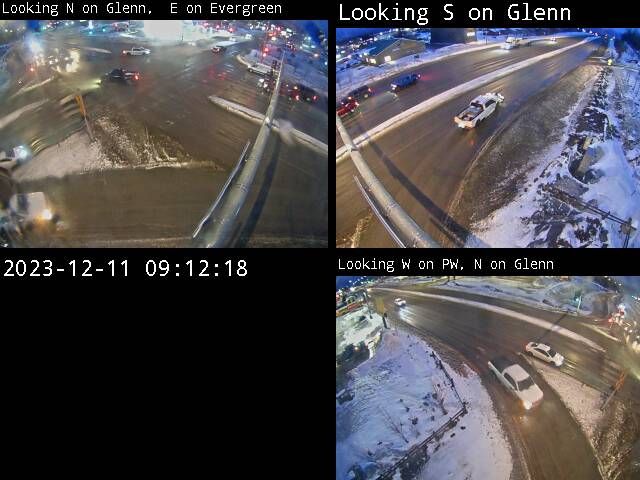 Looking N on Glenn,  E on Evergreen
Looking S on Glenn
2023-12-11 09:12:18
Looking W on PW, N on Glenn